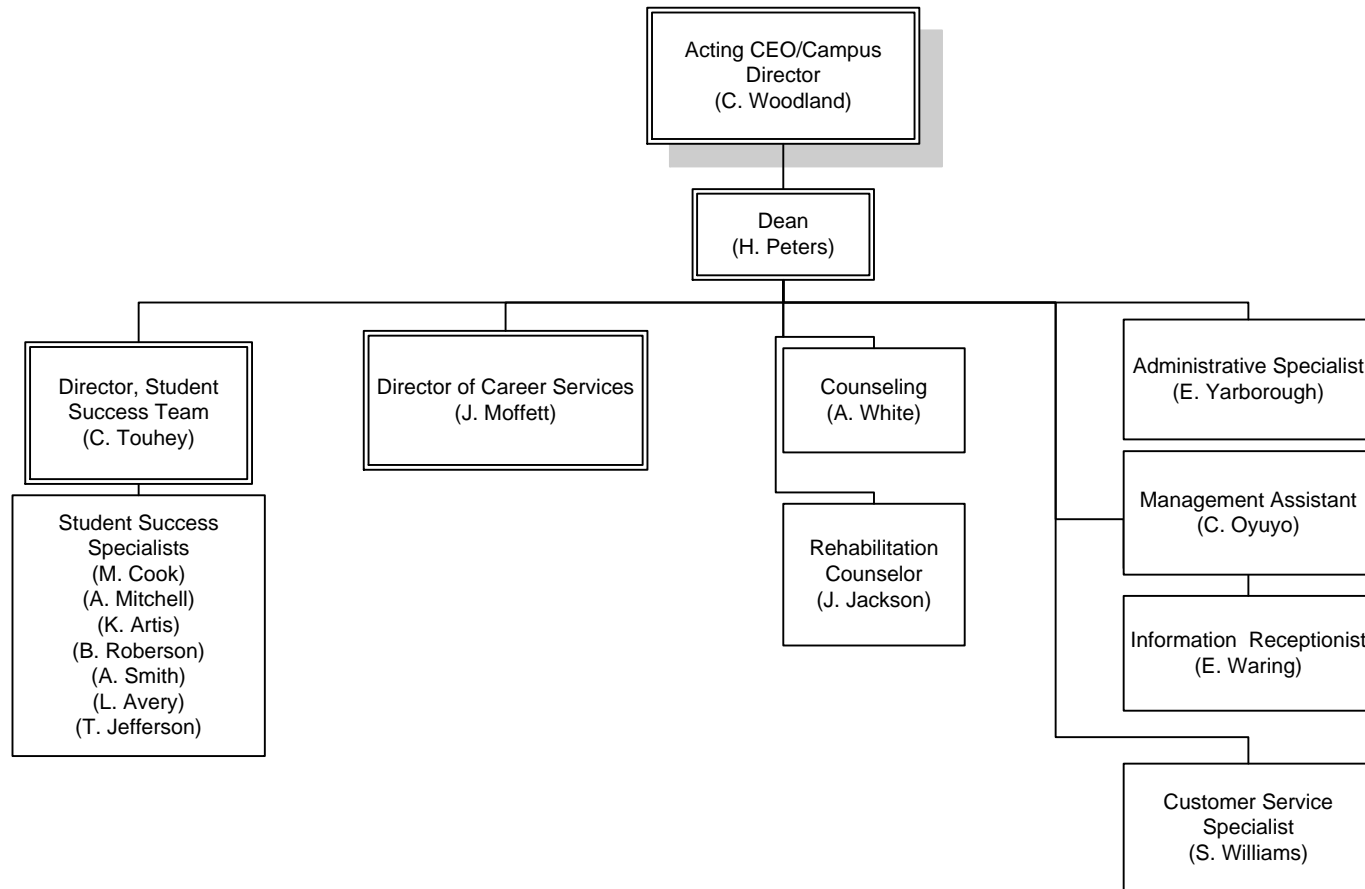 Acting CEO/Campus
Director
(C. Woodland)
Dean
(H. Peters)
Director, Student
Success Team
(C. Touhey)
Director of Career Services
(J. Moffett)
Counseling
(A. White)
Administrative Specialist
(E. Yarborough)
Student Success
Specialists
(M. Cook)
(A. Mitchell)
(K. Artis)
(B. Roberson)
(A. Smith)
(L. Avery)
(T. Jefferson)
Rehabilitation
Counselor
(J. Jackson)
Management Assistant
(C. Oyuyo)
Information  Receptionist
(E. Waring)
Customer Service
Specialist
(S. Williams)